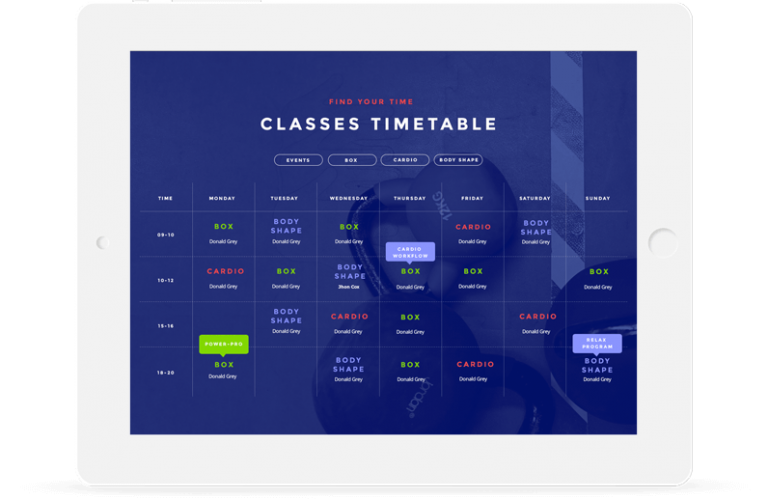 FIND YOUR TIME
CLASSES TIMETABLE
EVENTS BOX CARDIO BODY SHAPE
TIME MONDAY TUESDAY WEDNESDAY THURSDAY FRIDAY SATURDAY SUNDAY
12KG
09-10
BOX
Donald Grey
BODY
SHAPE
Donald Grey
BOX
Donald Grey
CARDIO
Donald Grey
BODY
SHAPE
Donald Grey
10-12
CARDIO
Donald Grey
BOX
Donald Grey
BODY
SHAPE
CARDIO
WORKFLOW
BOX
Donald Grey
BOX
Donald Grey
BOX
Donald Grey
15-16
BODY
SHAPE
Donald Grey
CARDIO
Donald Grey
BOX
Donald Grey
CARDIO
Donald Grey
POWER-PRO
BOX
Donald Grey
BODY
SHAPE
Donald Grey
BOX
Donald Grey
CARDIO
Donald Grey
RELAX
PROGRAM
BODY
SHAPE
Donald Grey